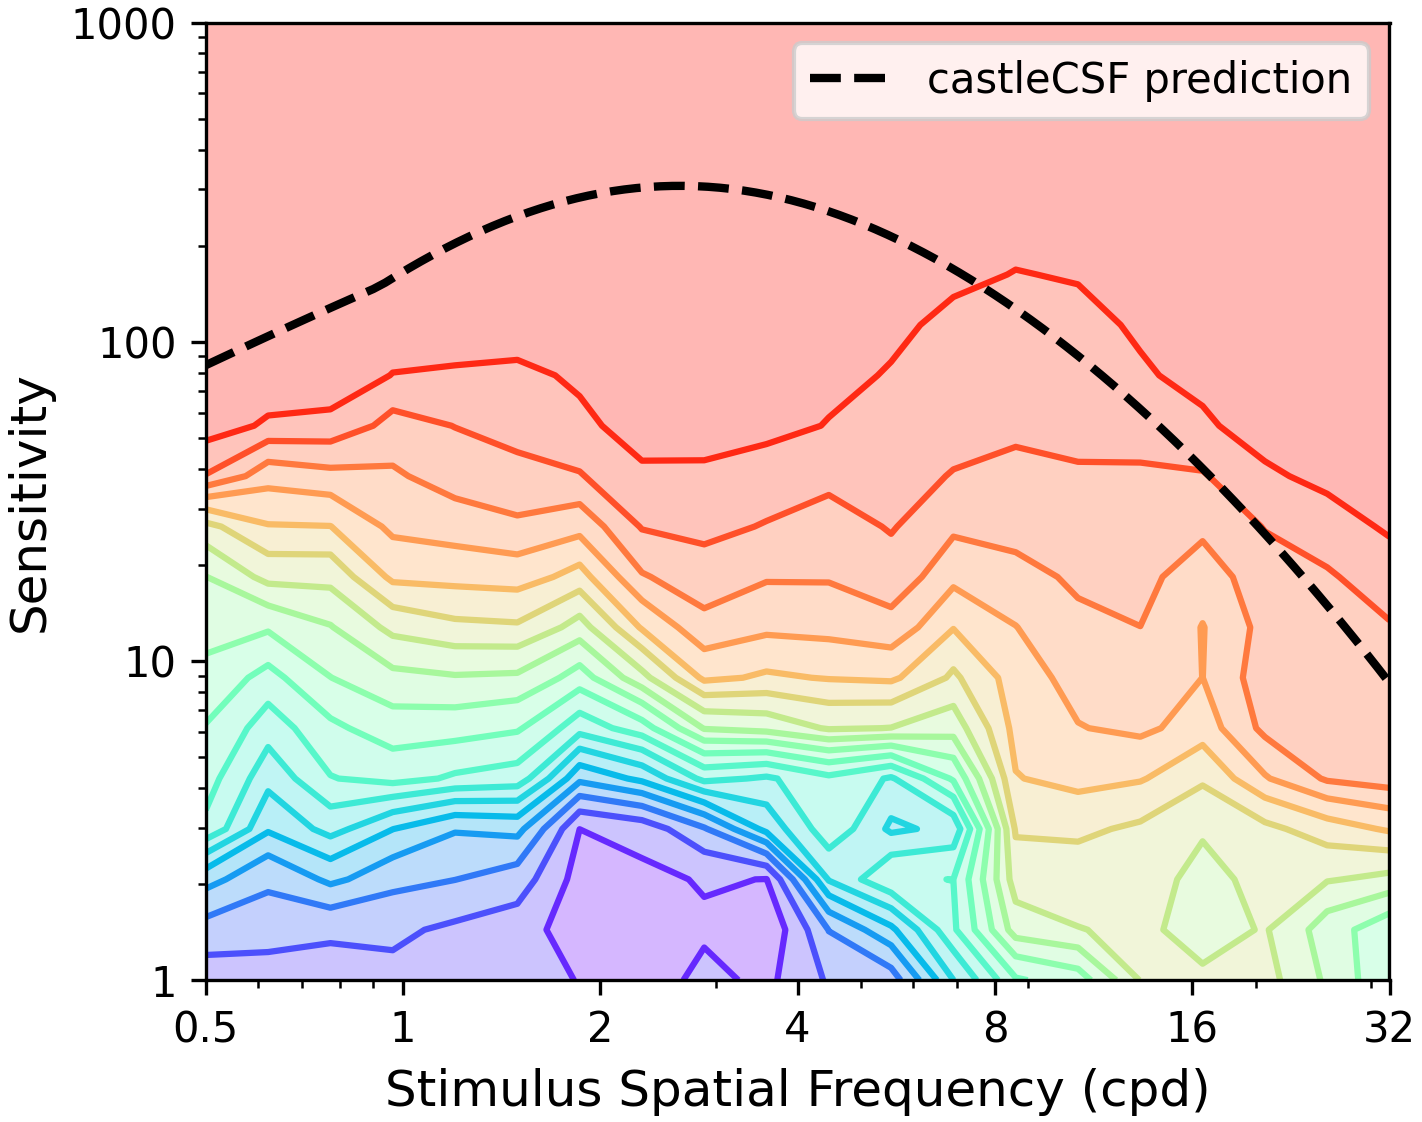 1000
100
10
1
Sensitivity
castleCSF prediction
0.5 1 2 4 8 16 32
Stimulus Spatial Frequency (cpd)